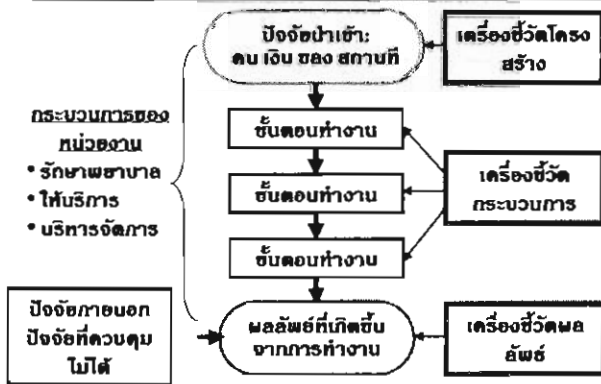 ปัจจัยนำเข้า:
คน เงิน ของ สถานที่
เครื่องชี้วัดโครง
สร้าง
กระบวนการของ
หน่วยงาน
• รักษาพยาบาล
• ให้บริการ
• บริหารจัดการ
ขั้นตอนทำงาน
ขั้นตอนทำงาน
ขั้นตอนทำงาน
เครื่องชี้วัด
กระบวนการ
ปัจจัยภายนอก
ปัจจัยที่ควบคุม
ไม่ได้
ผลลัพธ์ที่เกิดขึ้น
จากการทำงาน
เครื่องชี้วัดผล
ลัพธ์